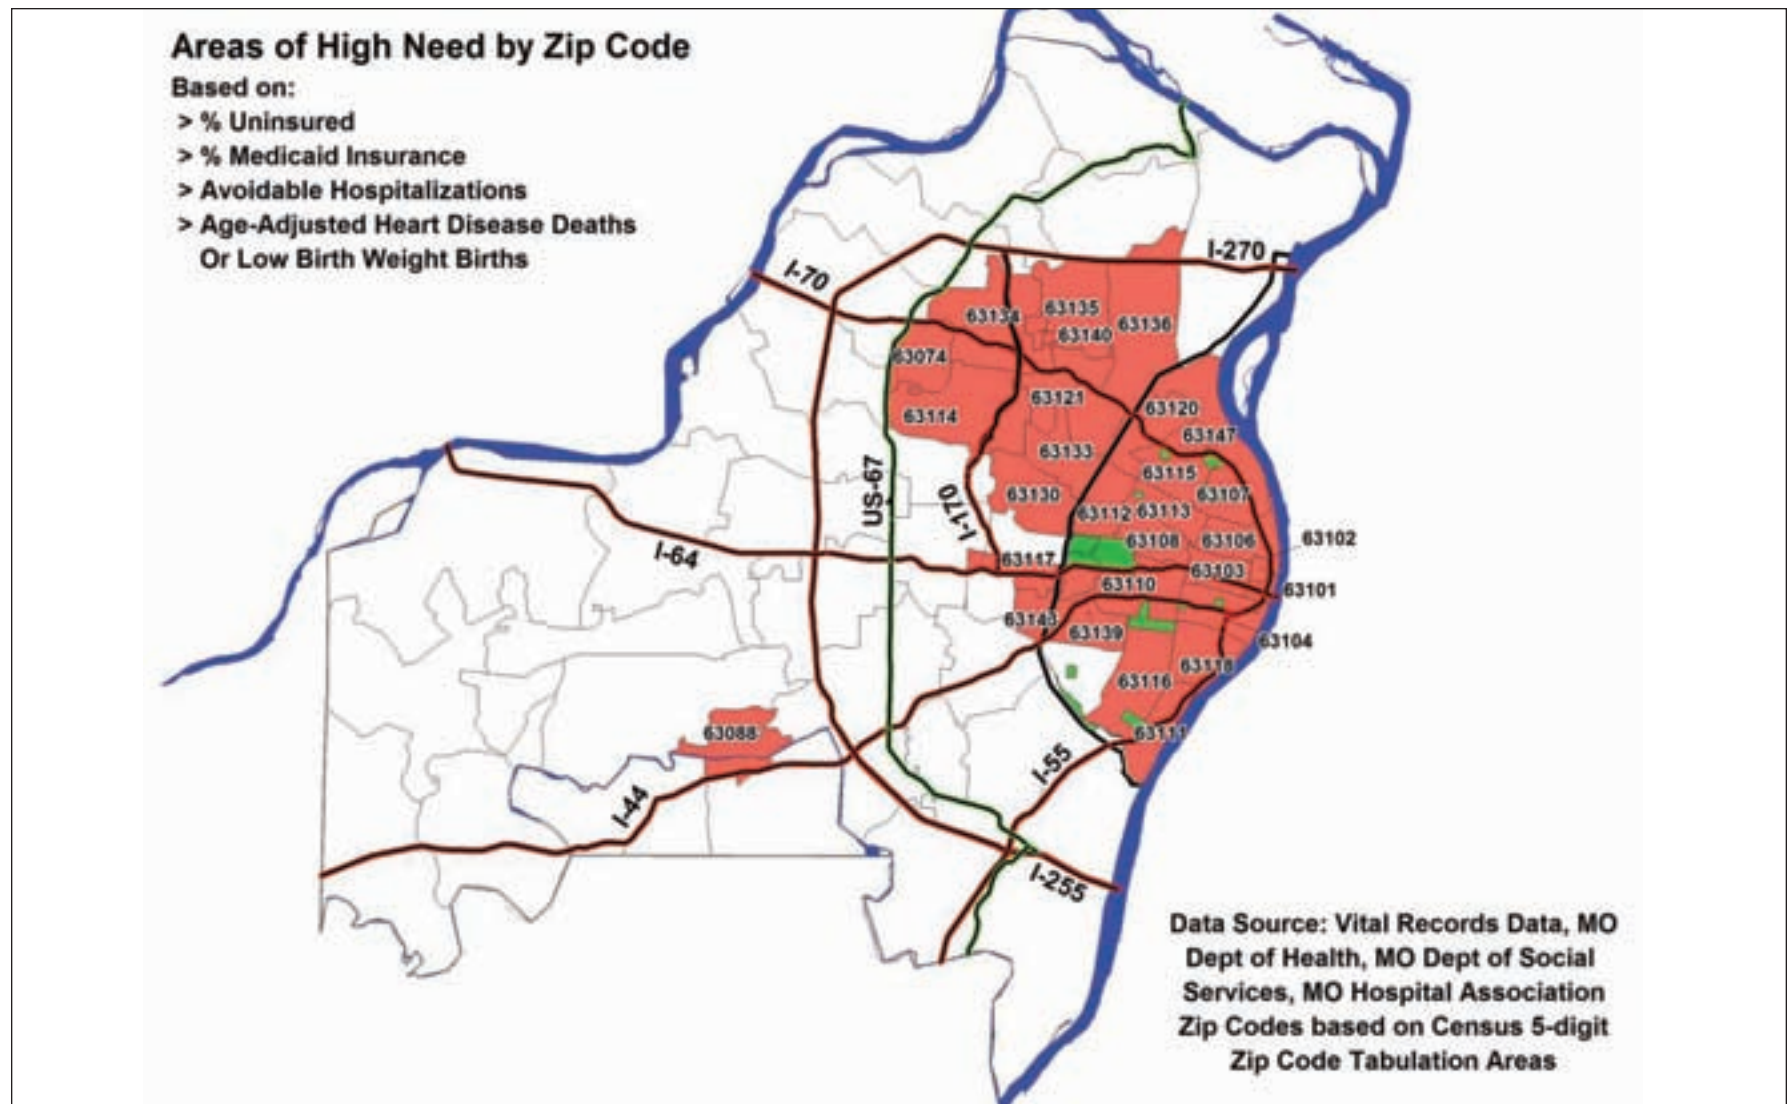 Areas of High Need by Zip Code
Based on:
> % Uninsured
> % Medicaid Insurance
> Avoidable Hospitalizations
> Age-Adjusted Heart Disease Deaths
Or Low Birth Weight Births
I-270
I-70
63134
63135
63140
63136
63074
63121
63114
63120
63147
63133
63115
US-67
I-170
63130
63107
63112
63113
63102
63108
63106
I-64
63117
63103
63110
63101
63143
63139
63104
63118
63116
63088
63111
I-55
I-44
I-255
Data Source: Vital Records Data, MO
Dept of Health, MO Dept of Social
Services, MO Hospital Association
Zip Codes based on Census 5-digit
Zip Code Tabulation Areas